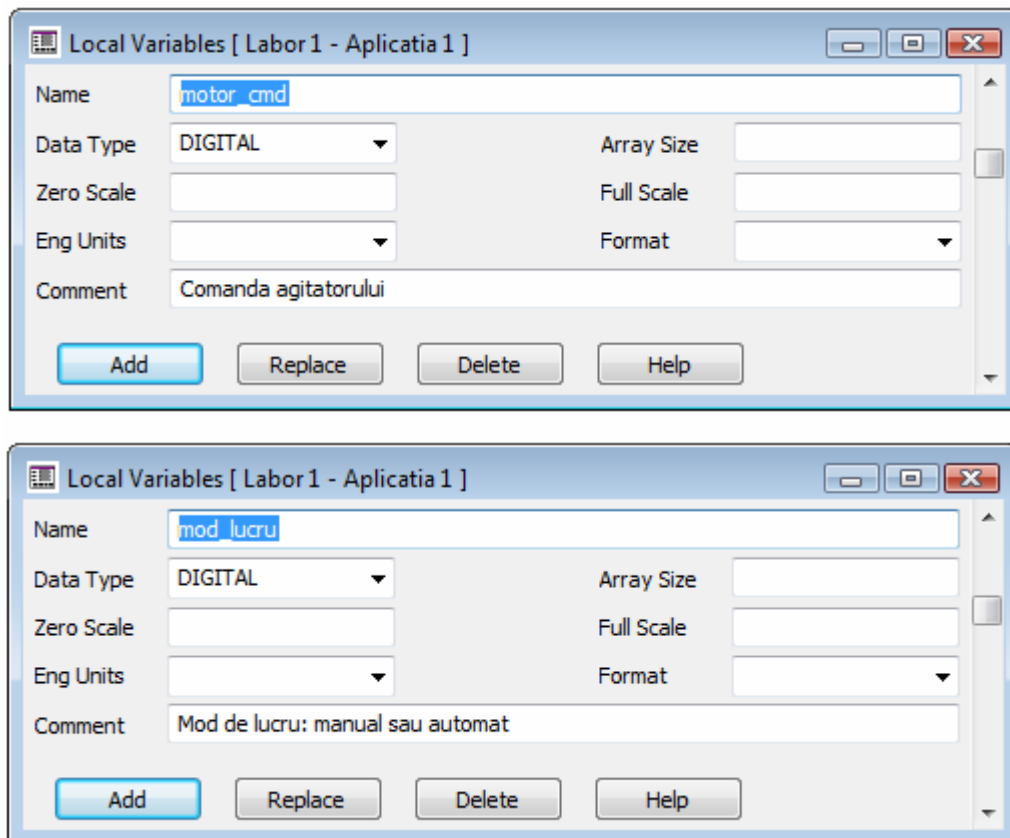 Local Variables [ Labor 1 - Aplicatia 1 ]
Name motor_cmd
Data Type DIGITAL Array Size
Zero Scale Full Scale
Eng Units Format
Comment Comanda agitatorului
Add Replace Delete Help
Local Variables [ Labor 1 - Aplicatia 1 ]
Name mod_lucru
Data Type DIGITAL Array Size
Zero Scale Full Scale
Eng Units Format
Comment Mod de lucru: manual sau automat
Add Replace Delete Help